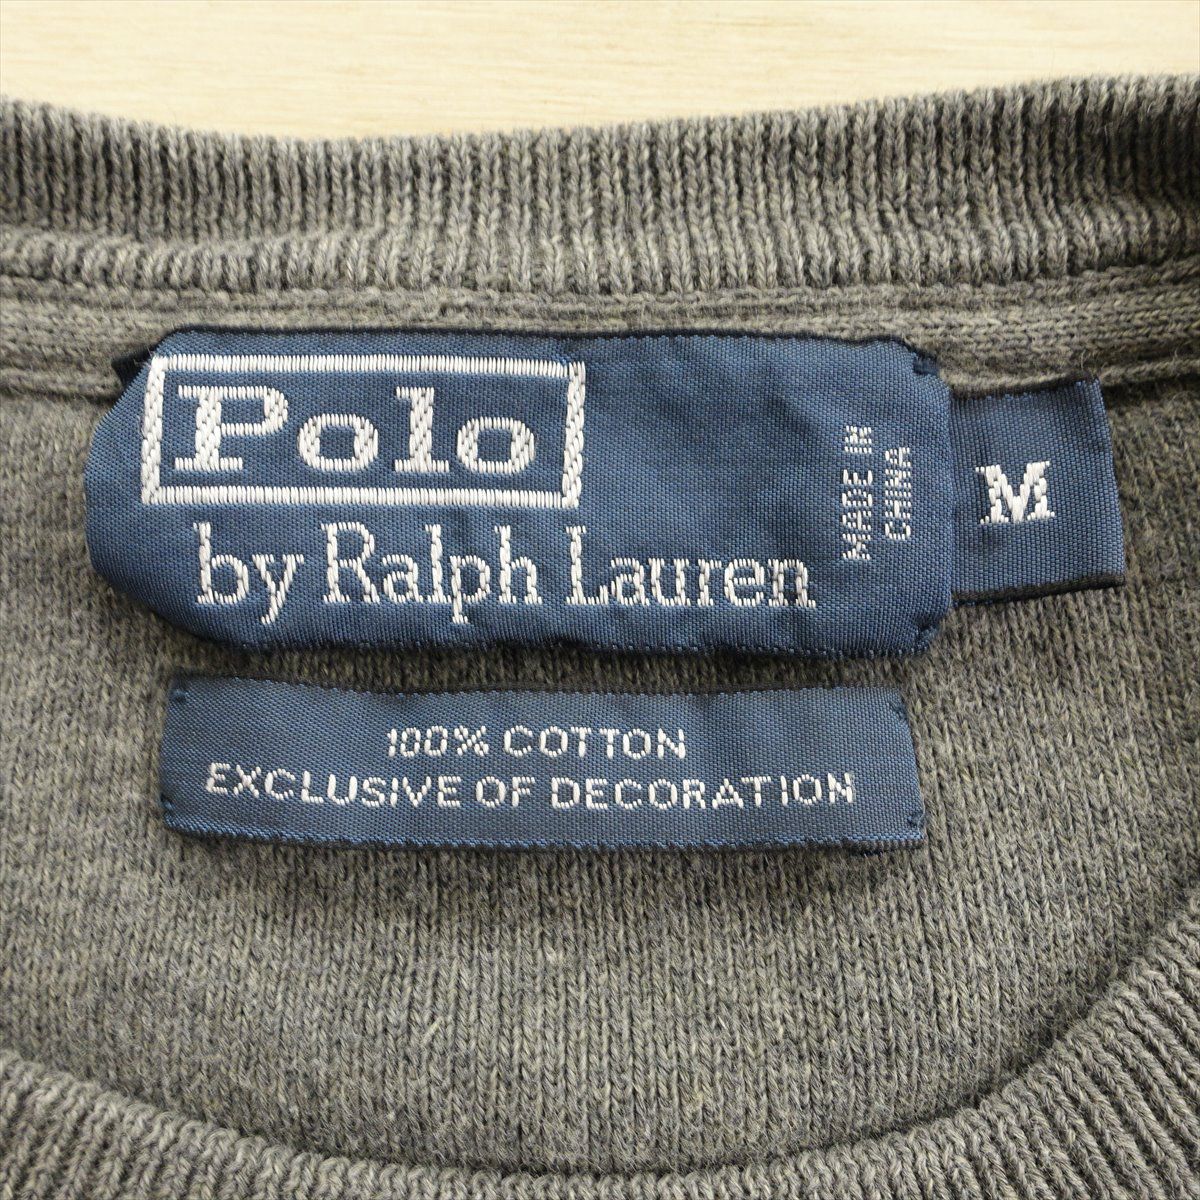 Polo
by Ralph Lauren
MADE IN
CHINA
M
100% COTTON
EXCLUSIVE OF DECORATION